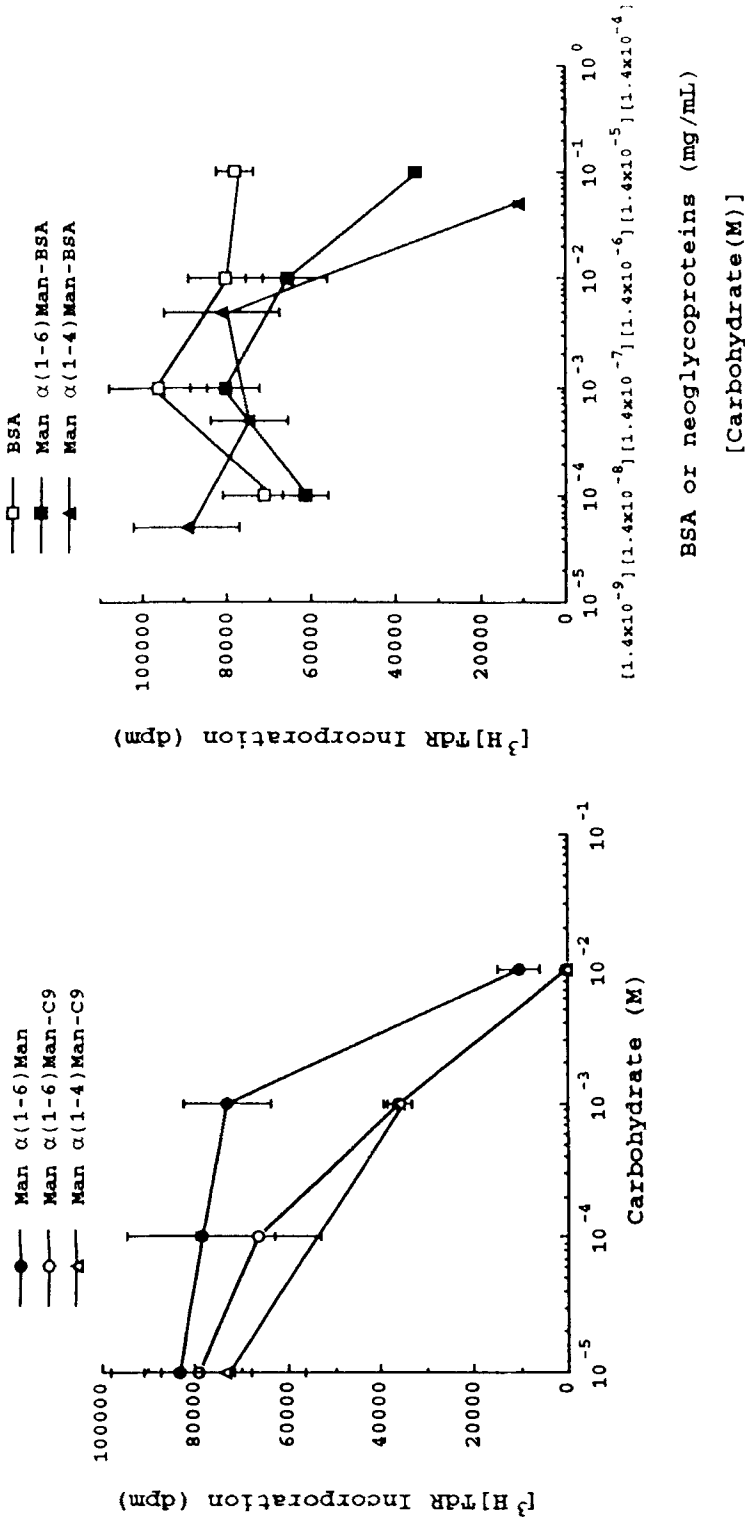 Man α(1-6)Man
Man α(1-6)Man-C9
Man α(1-4)Man-C9
[³H]TdR Incorporation (dpm)
100000
80000
60000
40000
20000
0
10⁻⁵
10⁻⁴
10⁻³
10⁻²
10⁻¹
Carbohydrate (M)
BSA
Man α(1-6)Man-BSA
Man α(1-4)Man-BSA
[³H]TdR Incorporation (dpm)
100000
80000
60000
40000
20000
0
10⁻⁵ 10⁻⁴ 10⁻³ 10⁻² 10⁻¹ 10⁰
[1.4x10⁻⁹][1.4x10⁻⁸][1.4x10⁻⁷][1.4x10⁻⁶][1.4x10⁻⁵][1.4x10⁻⁴]
BSA or neoglycoproteins (mg/mL)
[Carbohydrate(M)]